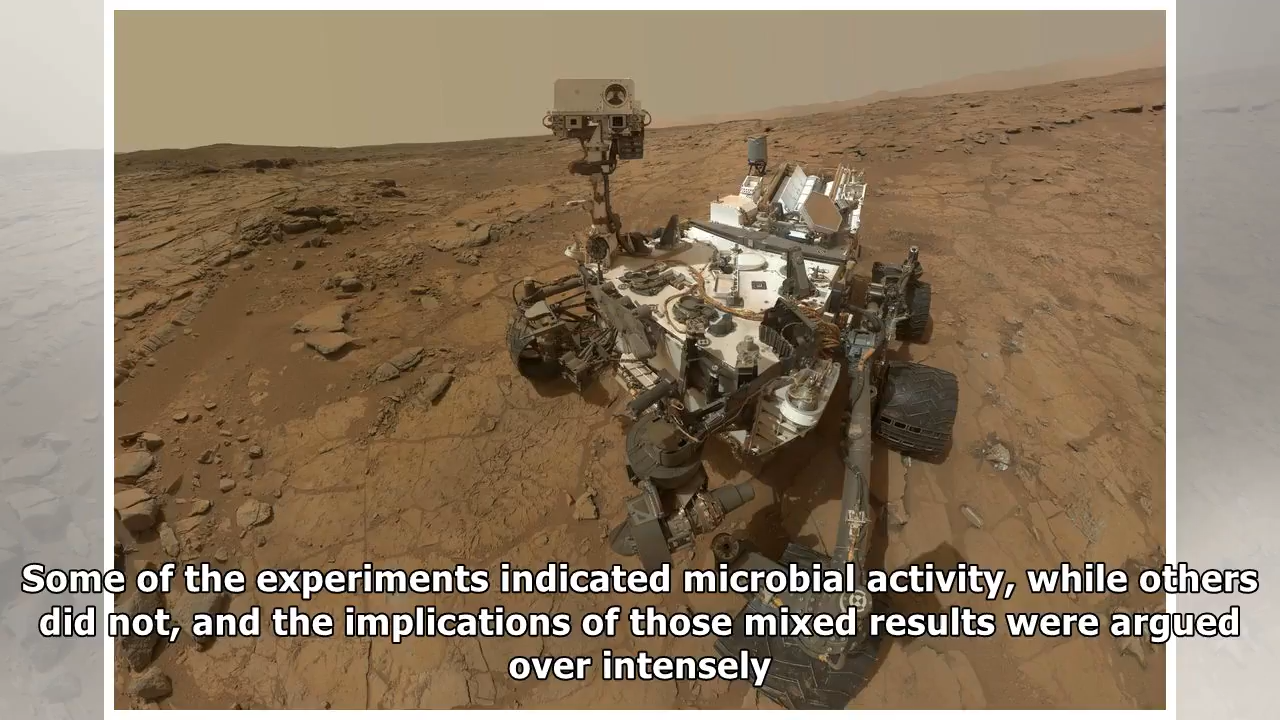 Some of the experiments indicated microbial activity, while others
did not, and the implications of those mixed results were argued
over intensely